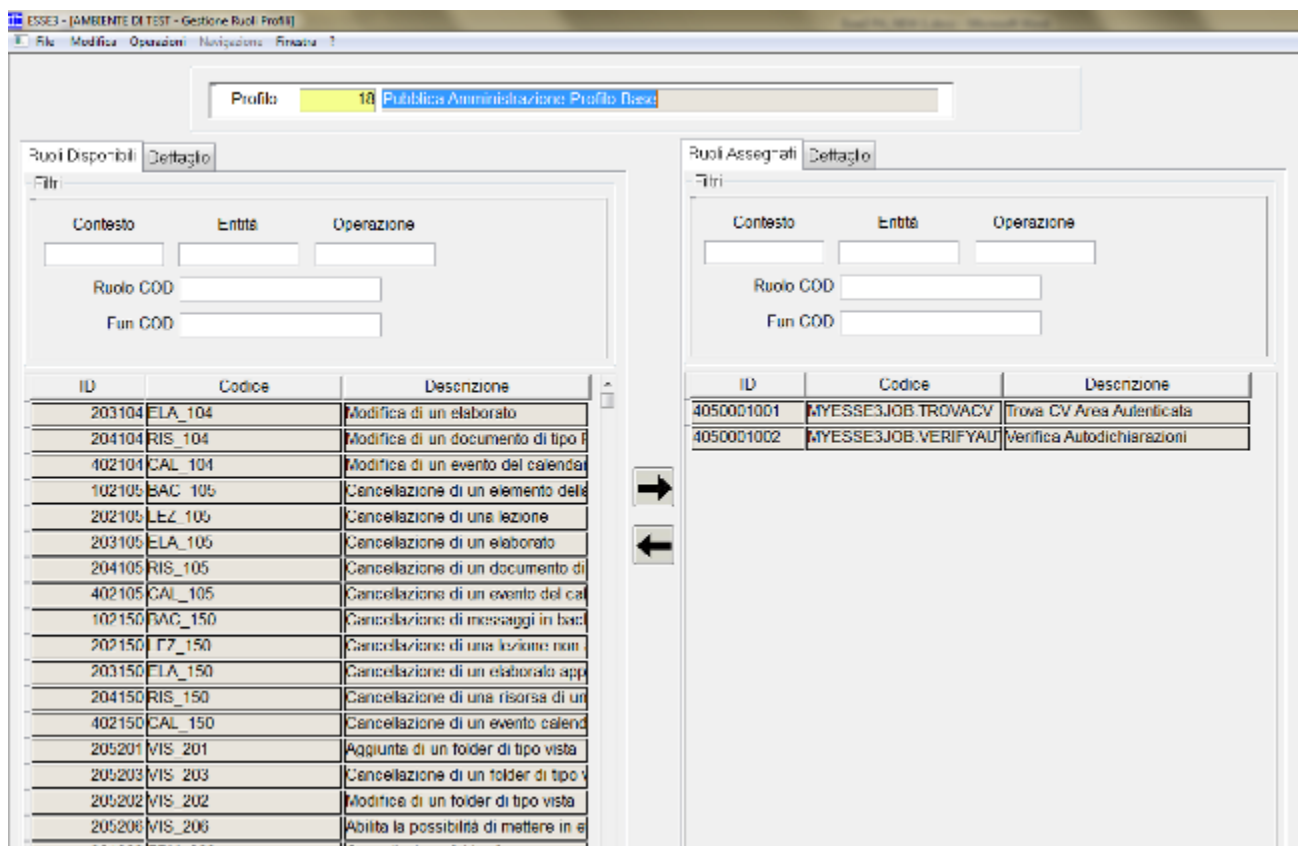 ESSE3 - [AMBIENTE DI TEST - Gestione Ruoli Profili]
File Modifica Operazioni Navigazione Finestra ?
Profilo 18 Pubblica Amministrazione Profilo Base
Ruoli Disponibili Dettaglio
Filtri
Contesto Entità Operazione
Ruolo COD
Fun COD
ID Codice Descrizione
203104 ELA_104 Modifica di un elaborato
204104 RIS_104 Modifica di un documento di tipo
402104 CAL_104 Modifica di un evento del calendar
102105 BAC_105 Cancellazione di un elemento delle
202105 LEZ_105 Cancellazione di una lezione
203105 ELA_105 Cancellazione di un elaborato
204105 RIS_105 Cancellazione di un documento di
402105 CAL_105 Cancellazione di un evento del cal
102150 BAC_150 Cancellazione di messaggi in bac
202150 LEZ_150 Cancellazione di una lezione non
203150 ELA_150 Cancellazione di un elaborato app
204150 RIS_150 Cancellazione di una risorsa di un
402150 CAL_150 Cancellazione di un evento calend
205201 VIS_201 Aggiunta di un folder di tipo vista
205203 VIS_203 Cancellazione di un folder di tipo v
205202 VIS_202 Modifica di un folder di tipo vista
205206 VIS_206 Abilita la possibilità di mettere in e
Ruoli Assegnati Dettaglio
Filtri
Contesto Entità Operazione
Ruolo COD
Fun COD
ID Codice Descrizione
4050001001 MYESSE3JOB.TROVACV Trova CV Area Autenticata
4050001002 MYESSE3JOB.VERIFYAUT Verifica Autodichiarazioni